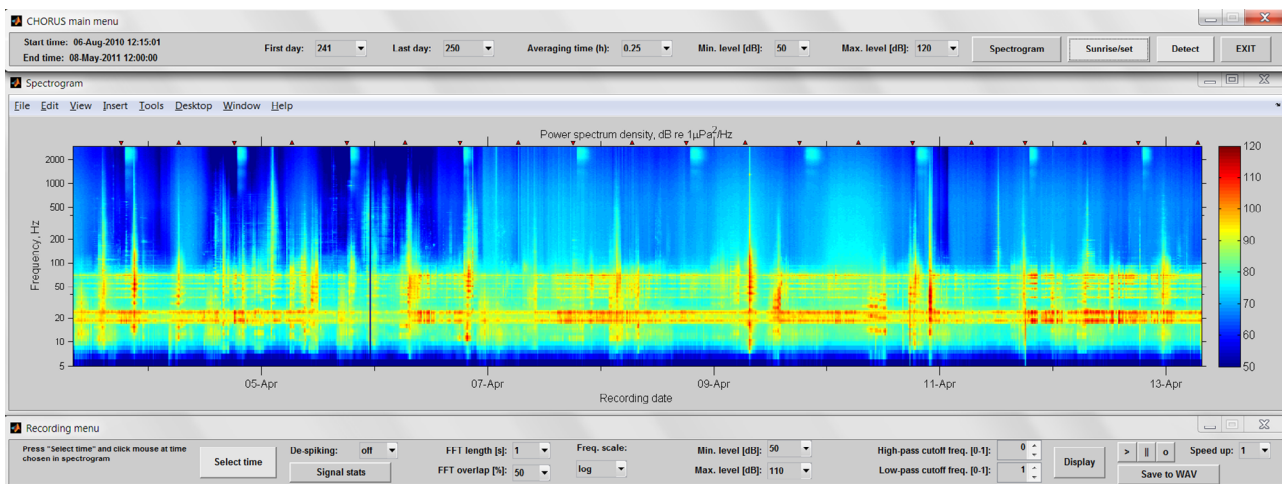 CHORUS main menu
Start time: 06-Aug-2010 12:15:01
End time: 08-May-2011 12:00:00
First day: 241 Last day: 250 Averaging time (h): 0.25 Min. level [dB]: 50 Max. level [dB]: 120 Spectrogram Sunrise/set Detect EXIT
Spectrogram
File Edit View Insert Tools Desktop Window Help
Power spectrum density, dB re 1µPa²/Hz
Frequency, Hz
2000
1000
500
200
100
50
20
10
5
120
110
100
90
80
70
60
50
05-Apr 07-Apr 09-Apr 11-Apr 13-Apr
Recording date
Recording menu
Press "Select time" and click mouse at time
chosen in spectrogram
Select time
De-spiking: off
Signal stats
FFT length [s]: 1
FFT overlap [%]: 50
Freq. scale:
log
Min. level [dB]: 50
Max. level [dB]: 110
High-pass cutoff freq. [0-1]: 0
Low-pass cutoff freq. [0-1]: 1
Display
> || o Speed up: 1
Save to WAV